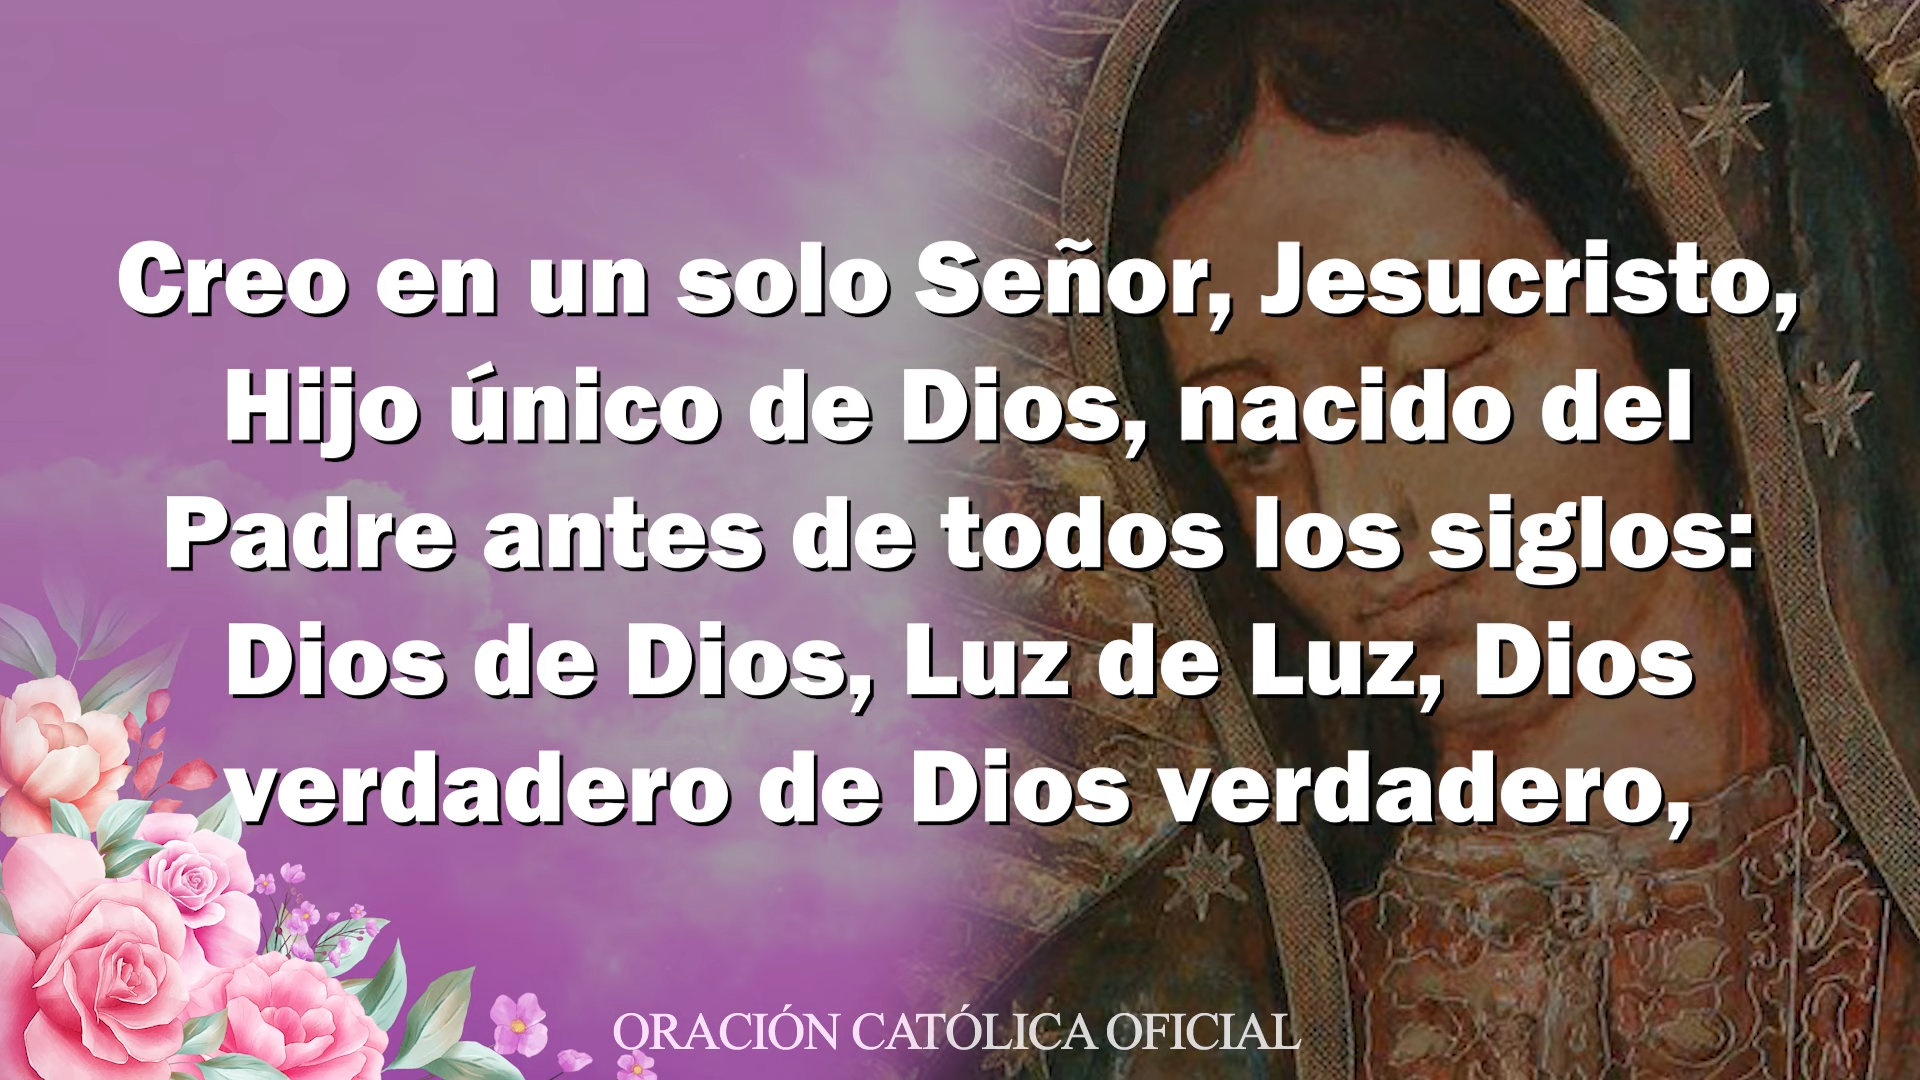 Creo en un solo Señor, Jesucristo,
Hijo único de Dios, nacido del
Padre antes de todos los siglos:
Dios de Dios, Luz de Luz, Dios
verdadero de Dios verdadero,
ORACIÓN CATÓLICA OFICIAL